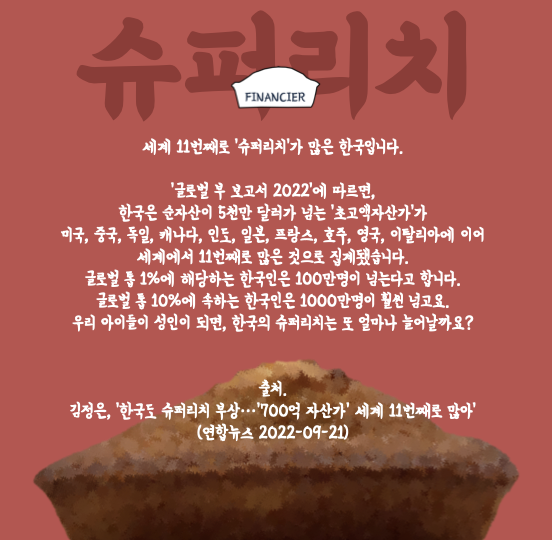 슈퍼리치
FINANCIER
세계 11번째로 '슈퍼리치'가 많은 한국입니다.
'글로벌 부 보고서 2022'에 따르면,
한국은 순자산이 5천만 달러가 넘는 '초고액자산가'가
미국, 중국, 독일, 캐나다, 인도, 일본, 프랑스, 호주, 영국, 이탈리아에 이어
세계에서 11번째로 많은 것으로 집계됐습니다.
글로벌 톱 1%에 해당하는 한국인은 100만명이 넘는다고 합니다.
글로벌 톱 10%에 속하는 한국인은 1000만명이 훨씬 넘고요.
우리 아이들이 성인이 되면, 한국의 슈퍼리치는 또 얼마나 늘어날까요?
출처.
김정은, '한국도 슈퍼리치 부상…'700억 자산가' 세계 11번째로 많아'
(연합뉴스 2022-09-21)